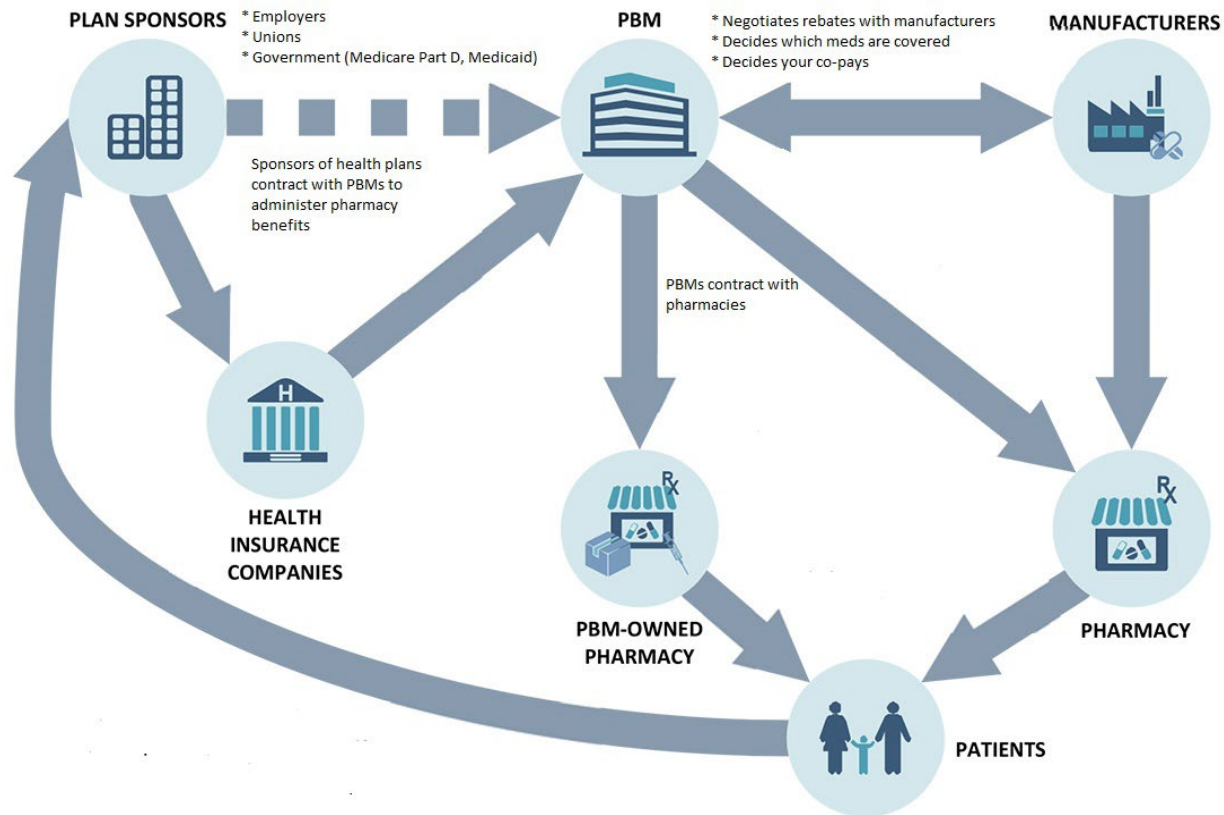 PLAN SPONSORS
* Employers
* Unions
* Government (Medicare Part D, Medicaid)
PBM
* Negotiates rebates with manufacturers
* Decides which meds are covered
* Decides your co-pays
MANUFACTURERS
Sponsors of health plans
contract with PBMs to
administer pharmacy
benefits
PBMs contract with
pharmacies
H
HEALTH
INSURANCE
COMPANIES
RX
PBM-OWNED
PHARMACY
RX
PHARMACY
PATIENTS